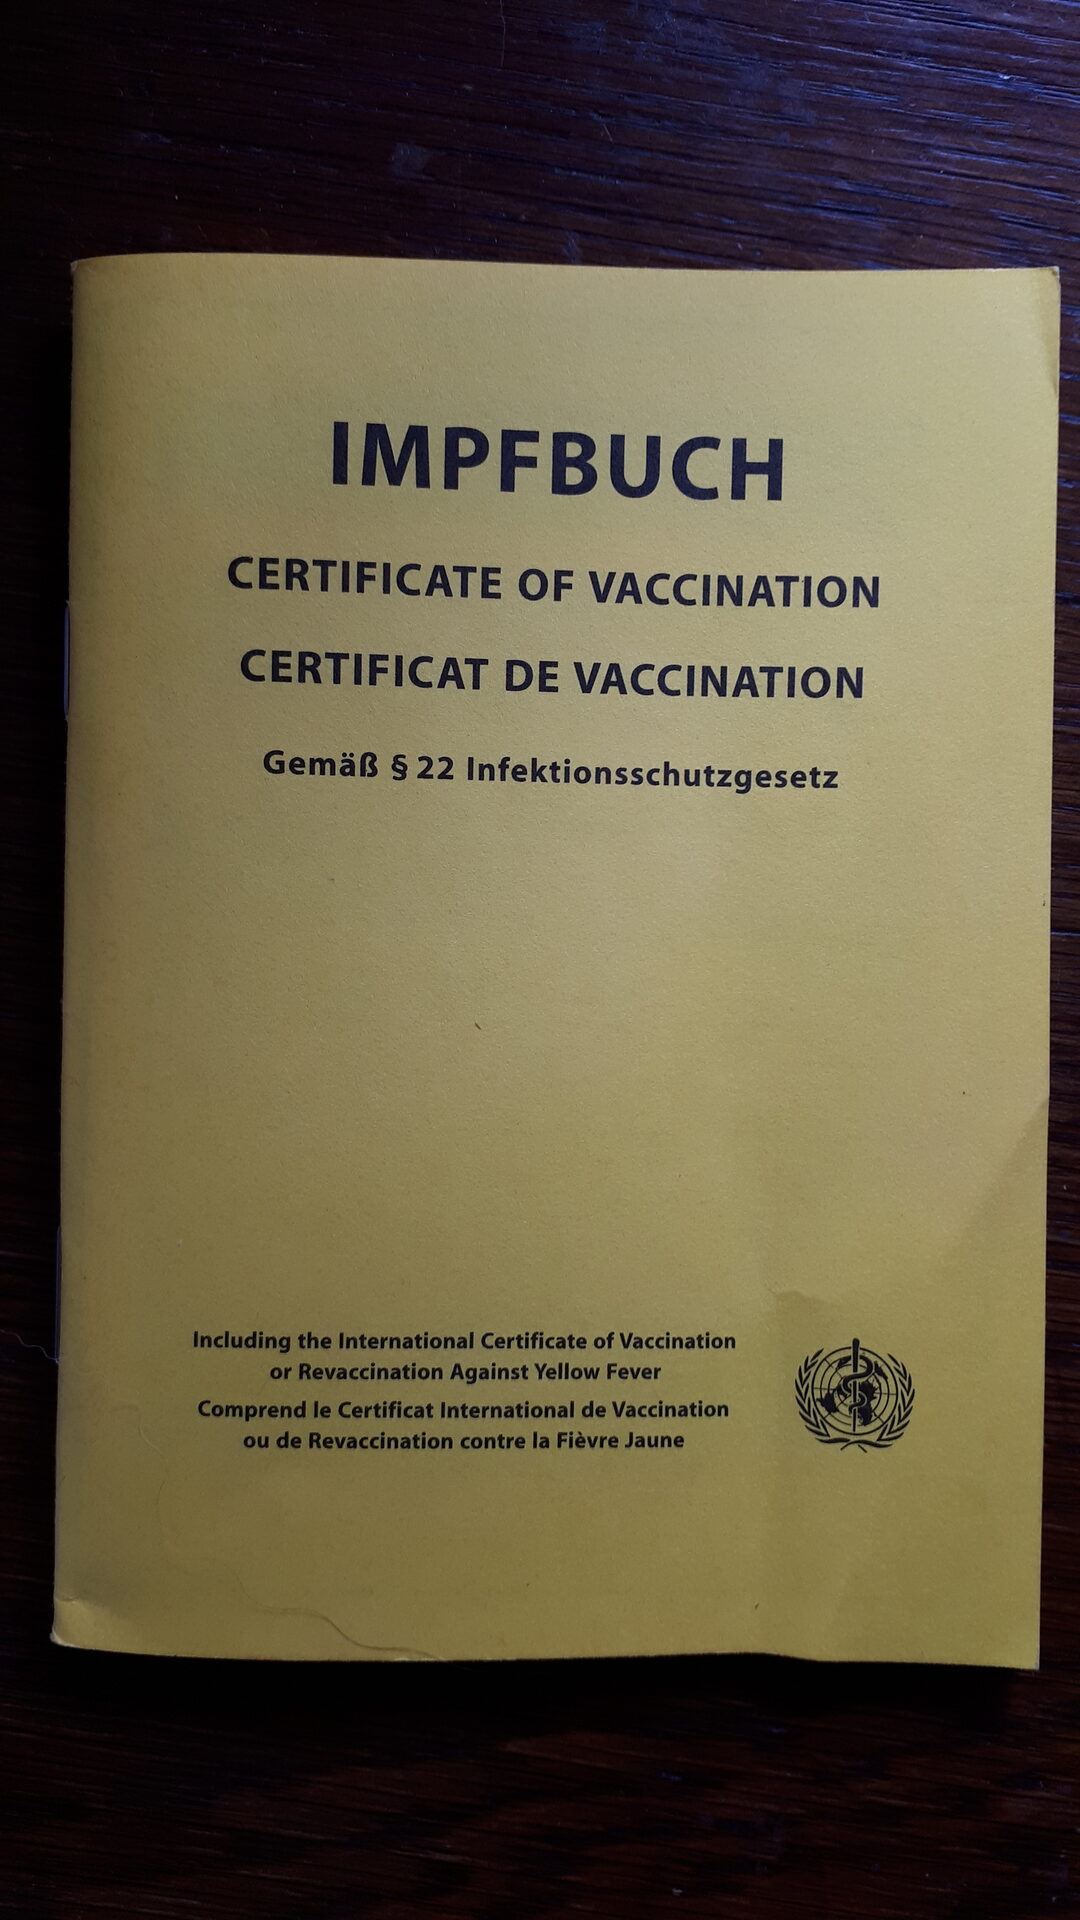 IMPFBUCH
CERTIFICATE OF VACCINATION
CERTIFICAT DE VACCINATION
Gemäß § 22 Infektionsschutzgesetz
Including the International Certificate of Vaccination
or Revaccination Against Yellow Fever
Comprend le Certificat International de Vaccination
ou de Revaccination contre la Fièvre Jaune